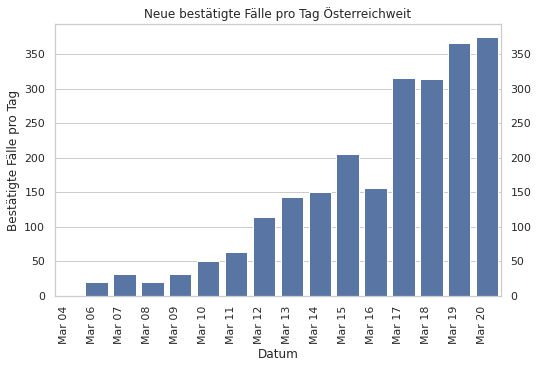 Neue bestätigte Fälle pro Tag Österreichweit
Bestätigte Fälle pro Tag
350
300
250
200
150
100
50
0
350
300
250
200
150
100
50
0
Mar 04
Mar 06
Mar 07
Mar 08
Mar 09
Mar 10
Mar 11
Mar 12
Mar 13
Mar 14
Mar 15
Mar 16
Mar 17
Mar 18
Mar 19
Mar 20
Datum